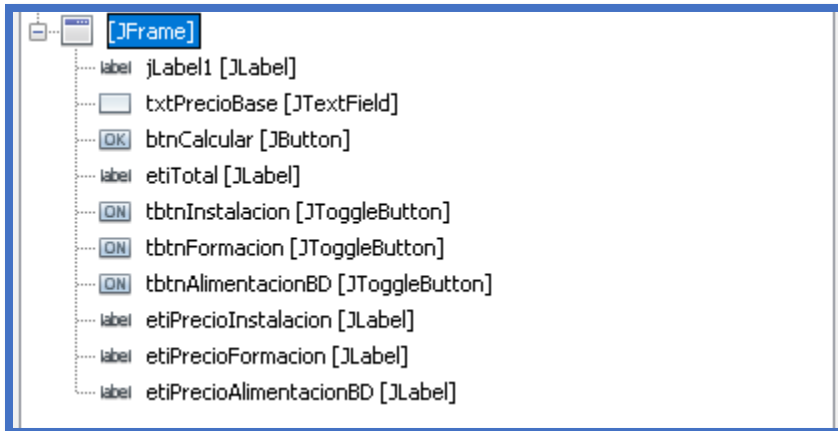 [JFrame]
label jLabel1 [JLabel]
txtPrecioBase [JTextField]
OK btnCalcular [JButton]
label etiTotal [JLabel]
ON tbtnInstalacion [JToggleButton]
ON tbtnFormacion [JToggleButton]
ON tbtnAlimentacionBD [JToggleButton]
label etiPrecioInstalacion [JLabel]
label etiPrecioFormacion [JLabel]
label etiPrecioAlimentacionBD [JLabel]